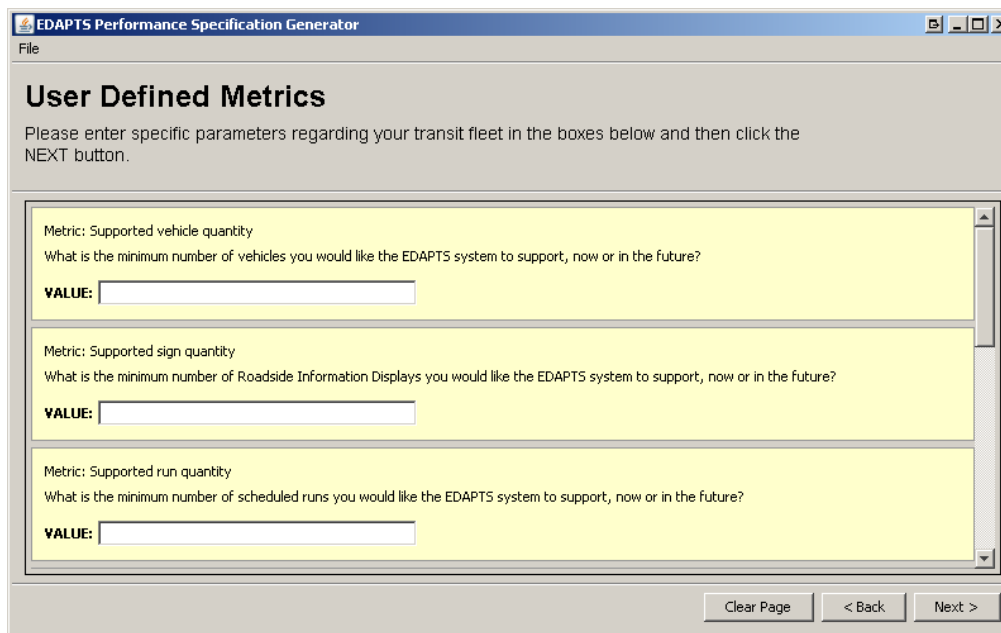 EDAPTS Performance Specification Generator
File
User Defined Metrics
Please enter specific parameters regarding your transit fleet in the boxes below and then click the
NEXT button.
Metric: Supported vehicle quantity
What is the minimum number of vehicles you would like the EDAPTS system to support, now or in the future?
VALUE:
Metric: Supported sign quantity
What is the minimum number of Roadside Information Displays you would like the EDAPTS system to support, now or in the future?
VALUE:
Metric: Supported run quantity
What is the minimum number of scheduled runs you would like the EDAPTS system to support, now or in the future?
VALUE:
Clear Page < Back Next >